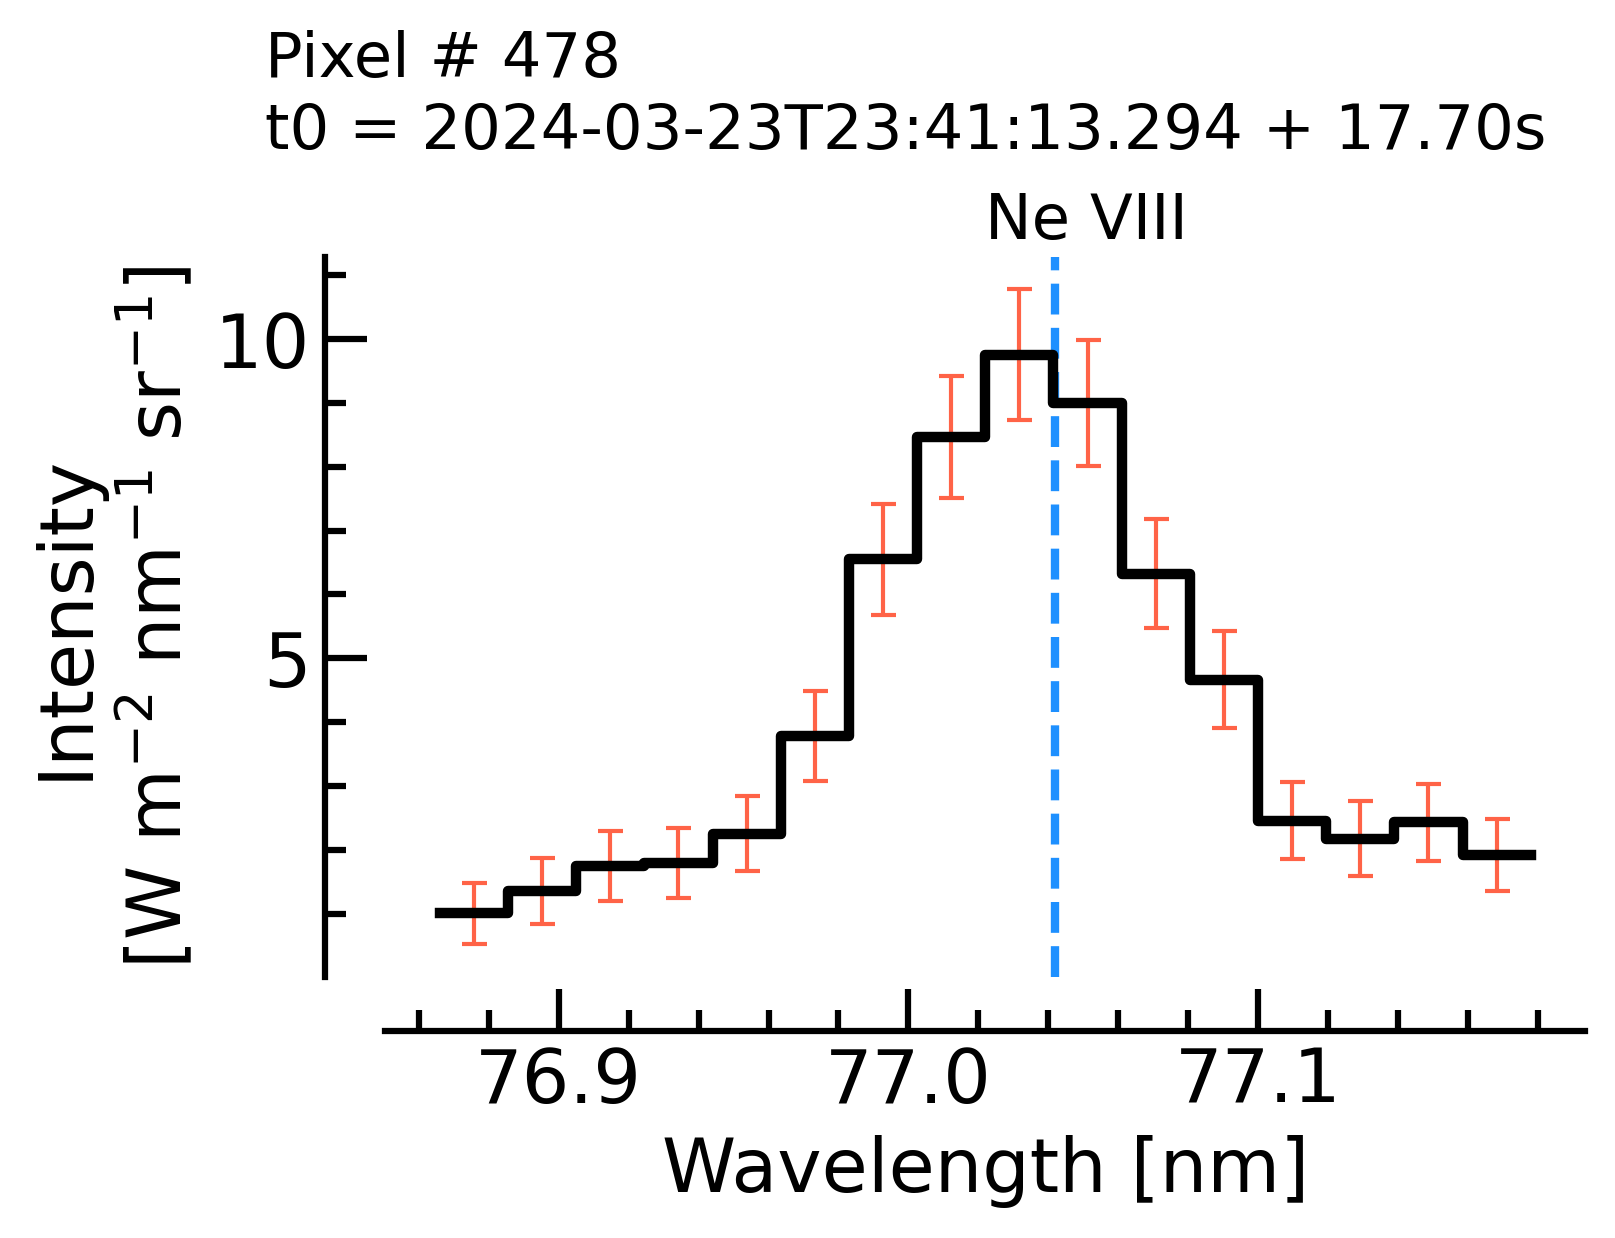 Pixel # 478
t0 = 2024-03-23T23:41:13.294 + 17.70s
Ne VIII
Intensity
[W m⁻² nm⁻¹ sr⁻¹]
10
5
76.9 77.0 77.1
Wavelength [nm]